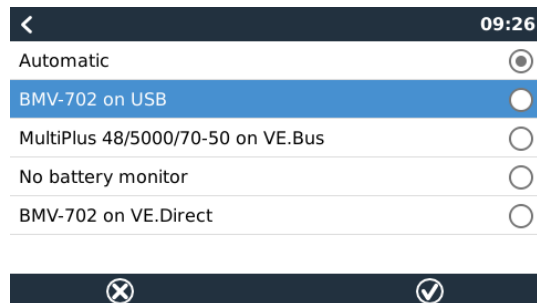 09:26
Automatic
BMV-702 on USB
MultiPlus 48/5000/70-50 on VE.Bus
No battery monitor
BMV-702 on VE.Direct